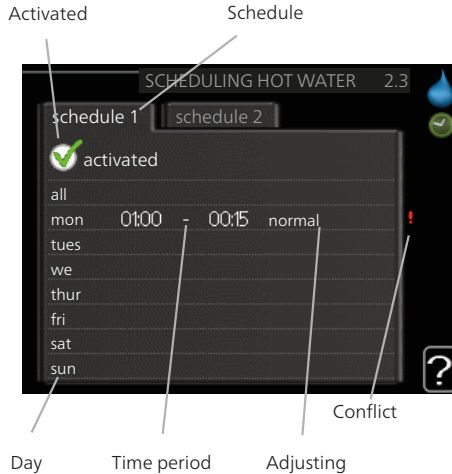 Activated Schedule
SCHEDULING HOT WATER 2.3
schedule 1 schedule 2
activated
all
mon 01:00 - 00:15 normal !
tues
we
thur
fri
sat
sun
?
Conflict
Day Time period Adjusting